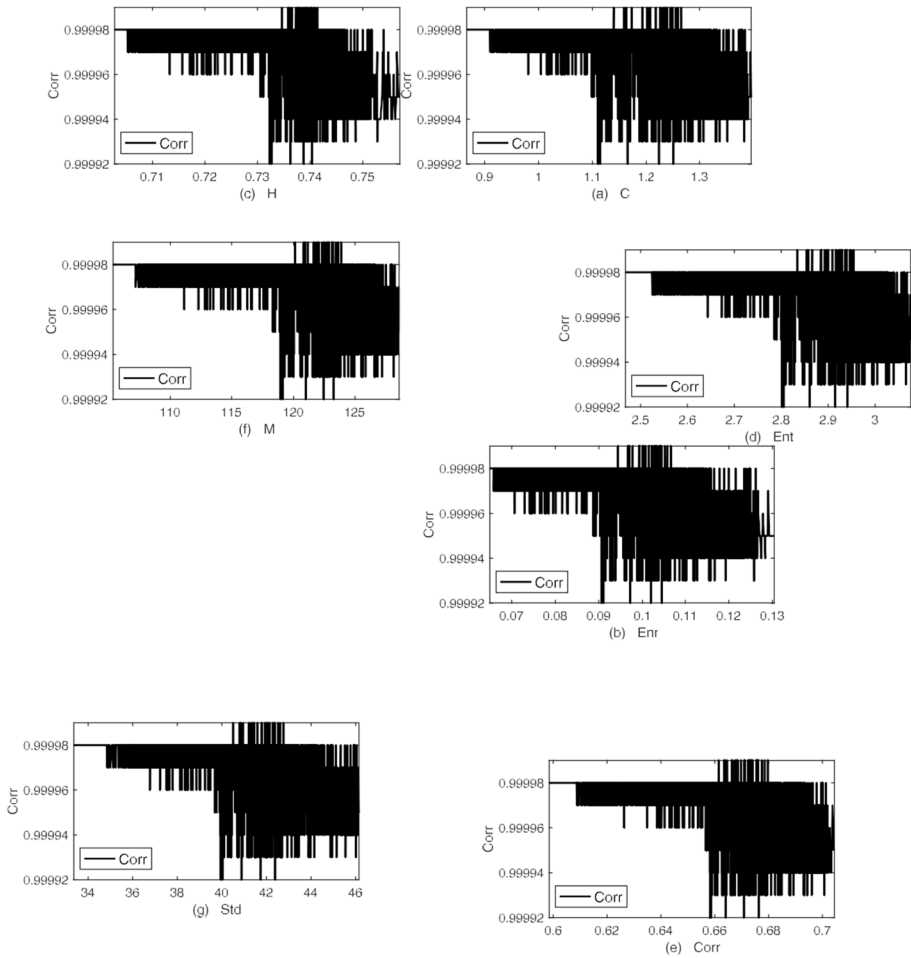 0.99998
0.99996
0.99994
0.99992
Corr
Corr
0.71 0.72 0.73 0.74 0.75
(c) H
0.99998
0.99996
0.99994
0.99992
Corr
Corr
0.9 1 1.1 1.2 1.3
(a) C
0.99998
0.99996
0.99994
0.99992
Corr
Corr
110 115 120 125
(f) M
0.99998
0.99996
0.99994
0.99992
Corr
Corr
2.5 2.6 2.7 2.8 2.9 3
(d) Ent
0.99998
0.99996
0.99994
0.99992
Corr
Corr
0.07 0.08 0.09 0.1 0.11 0.12 0.13
(b) Enr
0.99998
0.99996
0.99994
0.99992
Corr
Corr
34 36 38 40 42 44 46
(g) Std
0.99998
0.99996
0.99994
0.99992
Corr
Corr
0.6 0.62 0.64 0.66 0.68 0.7
(e) Corr